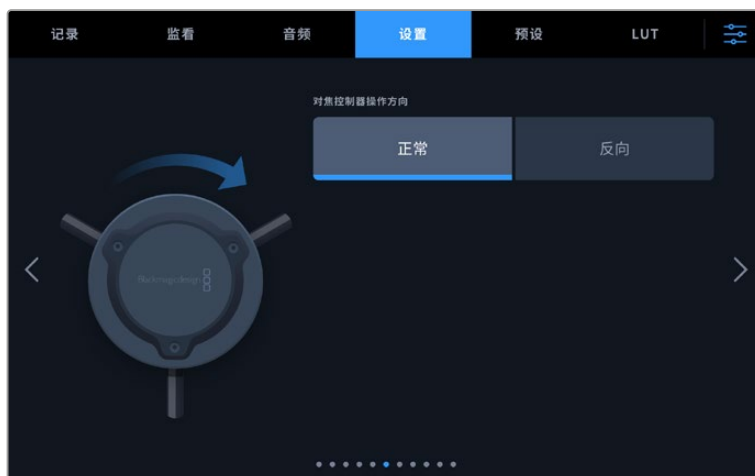 记录 监看 音频 设置 预设 LUT
对焦控制器操作方向
正常 反向
Blackmagicdesign